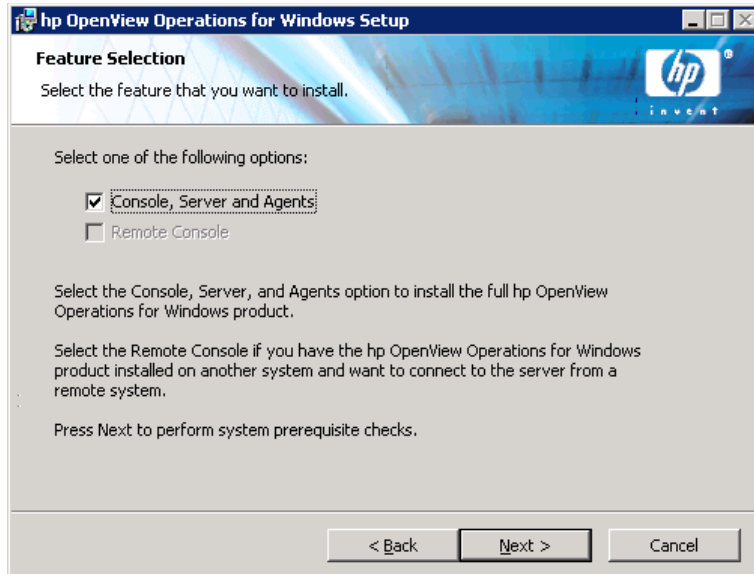 hp OpenView Operations for Windows Setup
Feature Selection
Select the feature that you want to install.
hp
®
invent
Select one of the following options:
Console, Server and Agents
Remote Console
Select the Console, Server, and Agents option to install the full hp OpenView
Operations for Windows product.
Select the Remote Console if you have the hp OpenView Operations for Windows
product installed on another system and want to connect to the server from a
remote system.
Press Next to perform system prerequisite checks.
< Back
Next >
Cancel